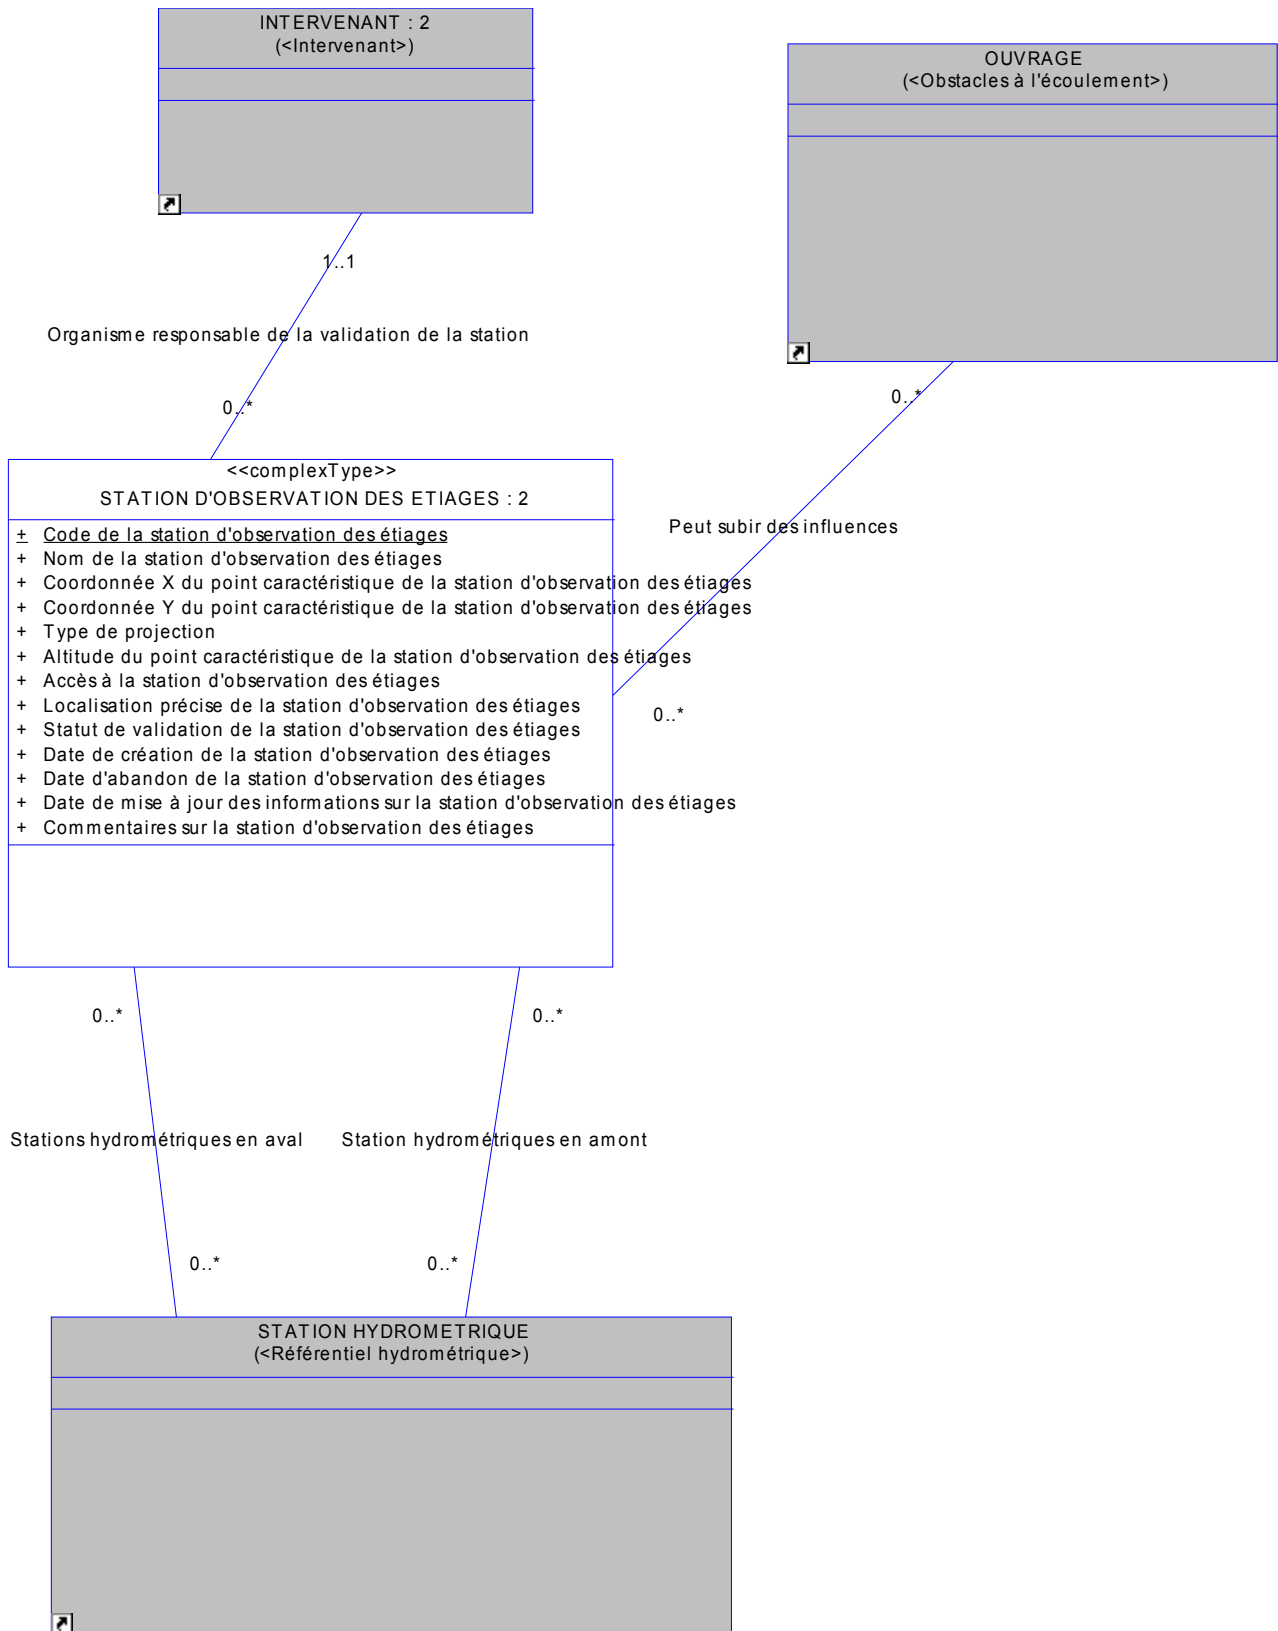 INTERVENANT : 2
(<Intervenant>)
OUVRAGE
(<Obstacles à l'écoulement>)
1..1
Organisme responsable de la validation de la station
0..*
0..*
<<complexType>>
STATION D'OBSERVATION DES ETIAGES : 2
+ Code de la station d'observation des étiages
+ Nom de la station d'observation des étiages
+ Coordonnée X du point caractéristique de la station d'observation des étiages
+ Coordonnée Y du point caractéristique de la station d'observation des étiages
+ Type de projection
+ Altitude du point caractéristique de la station d'observation des étiages
+ Accès à la station d'observation des étiages
+ Localisation précise de la station d'observation des étiages
+ Statut de validation de la station d'observation des étiages
+ Date de création de la station d'observation des étiages
+ Date d'abandon de la station d'observation des étiages
+ Date de mise à jour des informations sur la station d'observation des étiages
+ Commentaires sur la station d'observation des étiages
Peut subir des influences
0..*
0..*
0..*
Stations hydrométriques en aval
Station hydrométriques en amont
0..*
0..*
STATION HYDROMETRIQUE
(<Référentiel hydrométrique>)